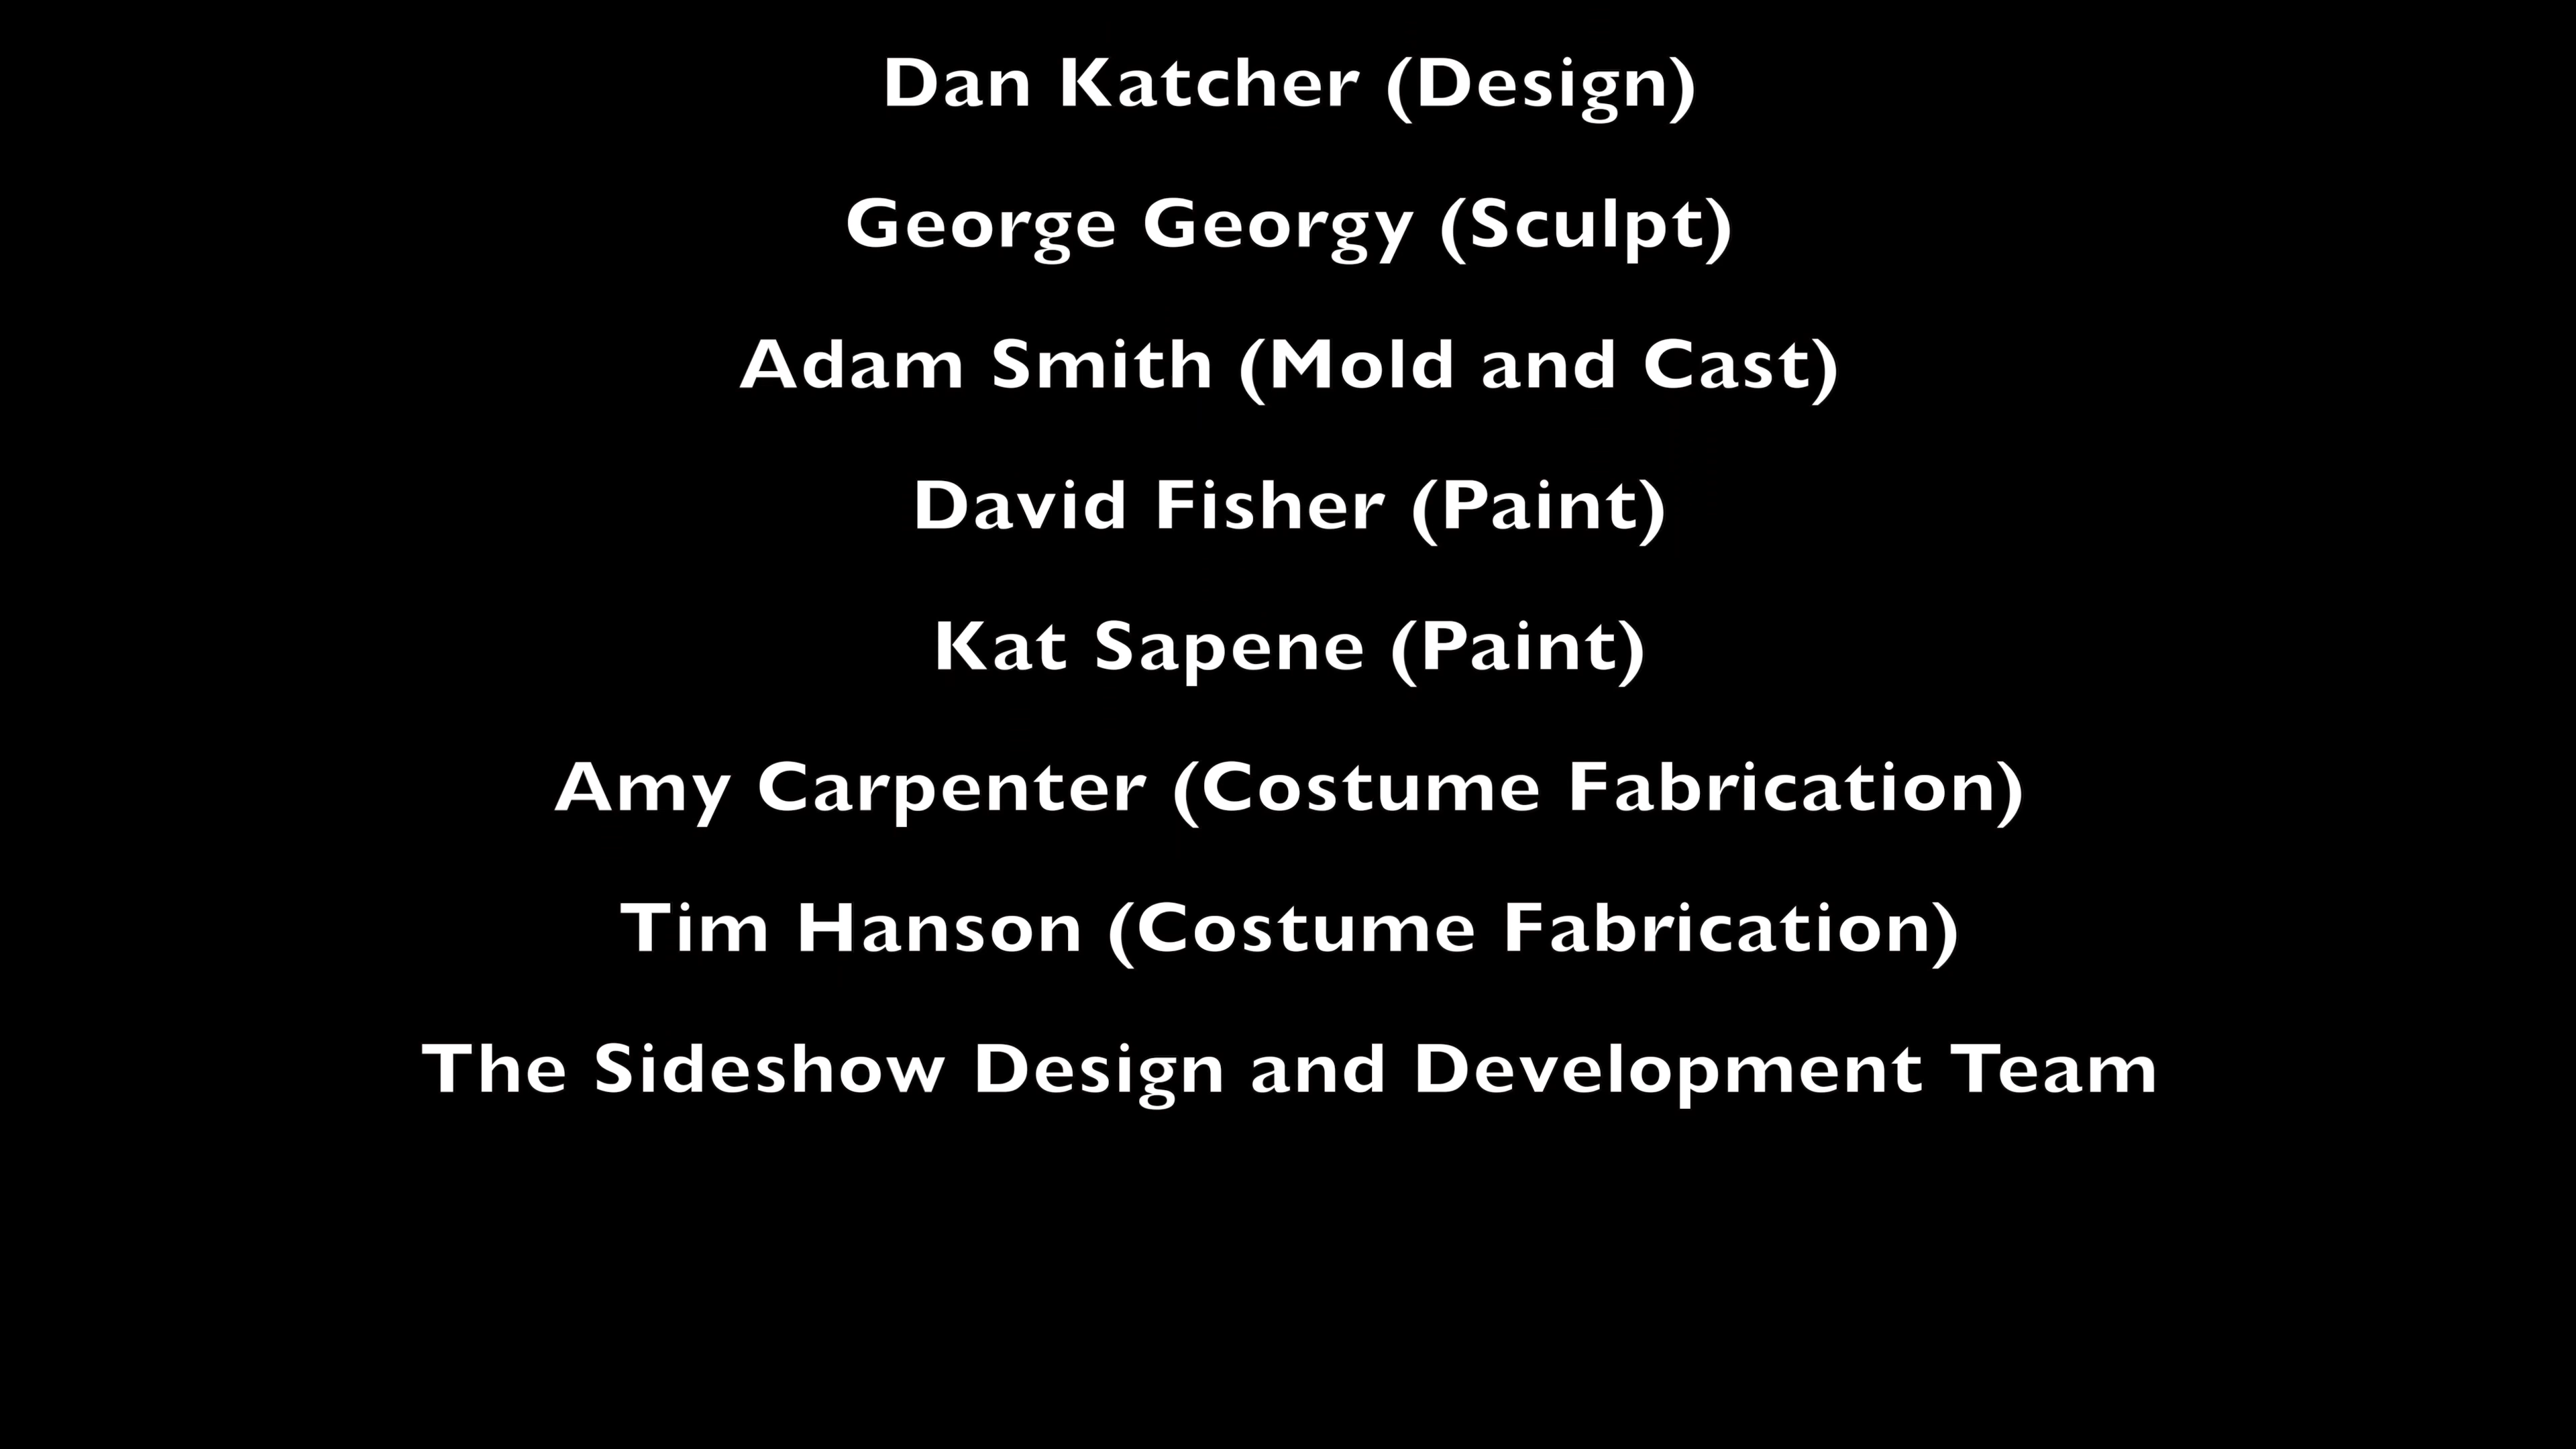 Dan Katcher (Design)
George Georgy (Sculpt)
Adam Smith (Mold and Cast)
David Fisher (Paint)
Kat Sapene (Paint)
Amy Carpenter (Costume Fabrication)
Tim Hanson (Costume Fabrication)
The Sideshow Design and Development Team